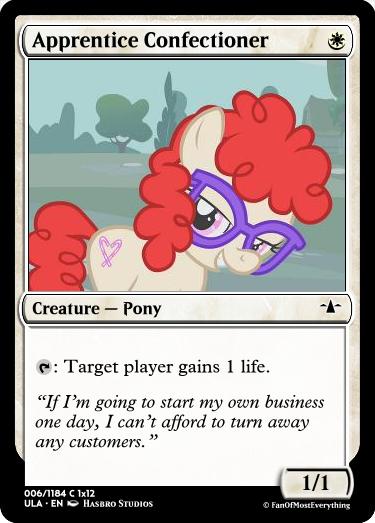 Apprentice Confectioner
Creature — Pony
: Target player gains 1 life.
“If I’m going to start my own business
one day, I can’t afford to turn away
any customers.”
1/1
006/1184 C 1x12
ULA • EN Hasbro Studios
© FanOfMostEverything